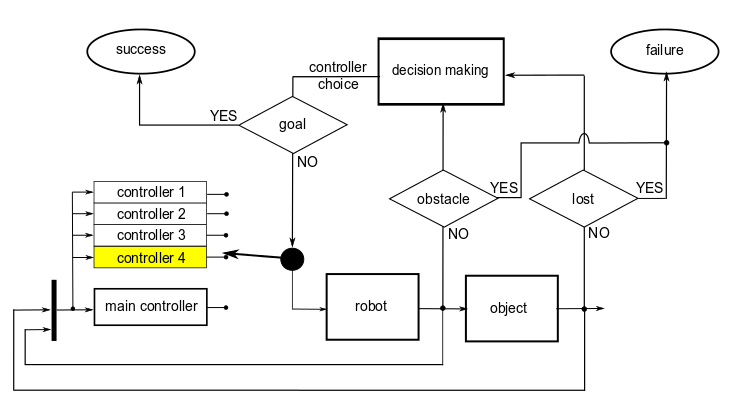 success
failure
controller
choice
decision making
YES
goal
NO
controller 1
controller 2
controller 3
controller 4
main controller
obstacle
YES
NO
lost
YES
NO
robot
object